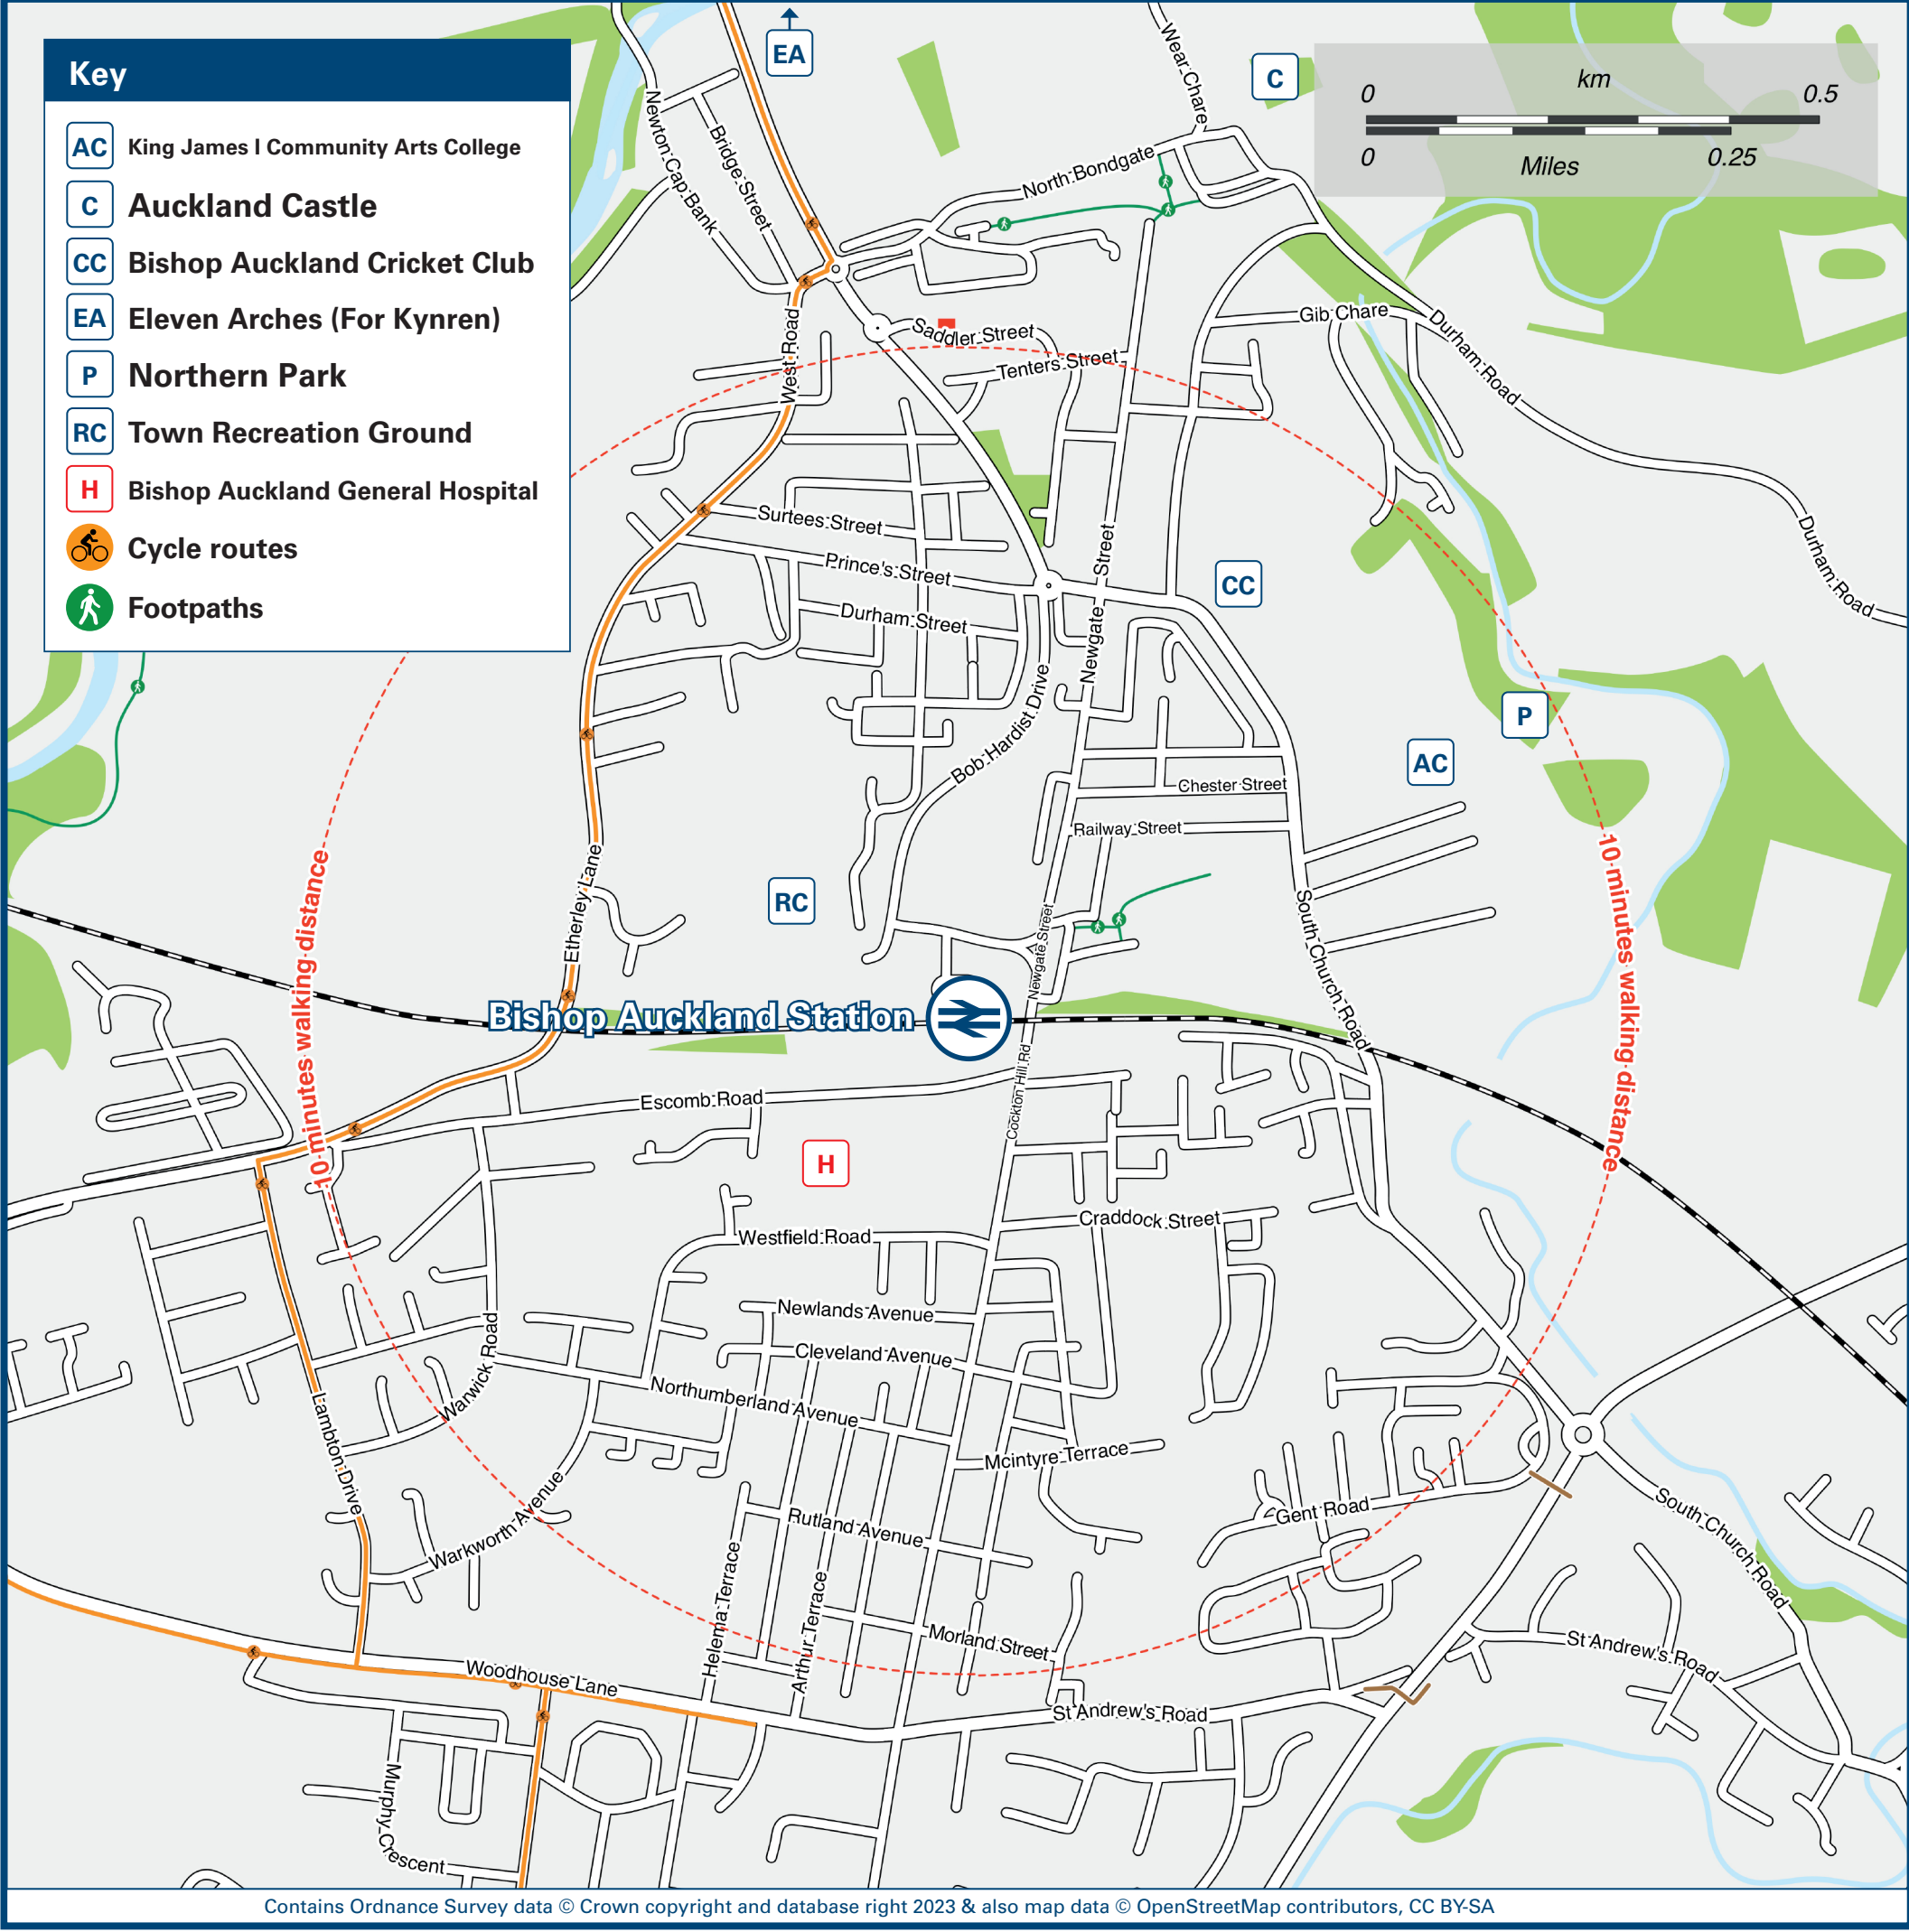 Key
AC King James I Community Arts College
C Auckland Castle
CC Bishop Auckland Cricket Club
EA Eleven Arches (For Kynren)
P Northern Park
RC Town Recreation Ground
H Bishop Auckland General Hospital
Cycle routes
Footpaths
EA
C
km
0 0.5
0 0.25
Miles
Wear Chare
Newton Cap Bank
Bridge Street
North Bondgate
West Road
Saddler Street
Tenters Street
Gib Chare
Durham Road
Durham Road
Surtees Street
Prince's Street
Durham Street
Newgate Street
CC
P
AC
Bob Hardist Drive
Chester Street
Railway Street
RC
Etherley Lane
Newgate Street
South Church Road
10 minutes walking distance
10 minutes walking distance
Bishop Auckland Station
Cockton Hill Rd
Escomb Road
H
Craddock Street
Westfield Road
Newlands Avenue
Cleveland Avenue
Northumberland Avenue
Warwick Road
Lambton Drive
Mcintyre Terrace
Warkworth Avenue
Rutland Avenue
Gent Road
South Church Road
Helema Terrace
Arthur Terrace
Morland Street
St Andrew's Road
Woodhouse Lane
St Andrew's Road
Murphy Crescent
Contains Ordnance Survey data © Crown copyright and database right 2023 & also map data © OpenStreetMap contributors, CC BY-SA